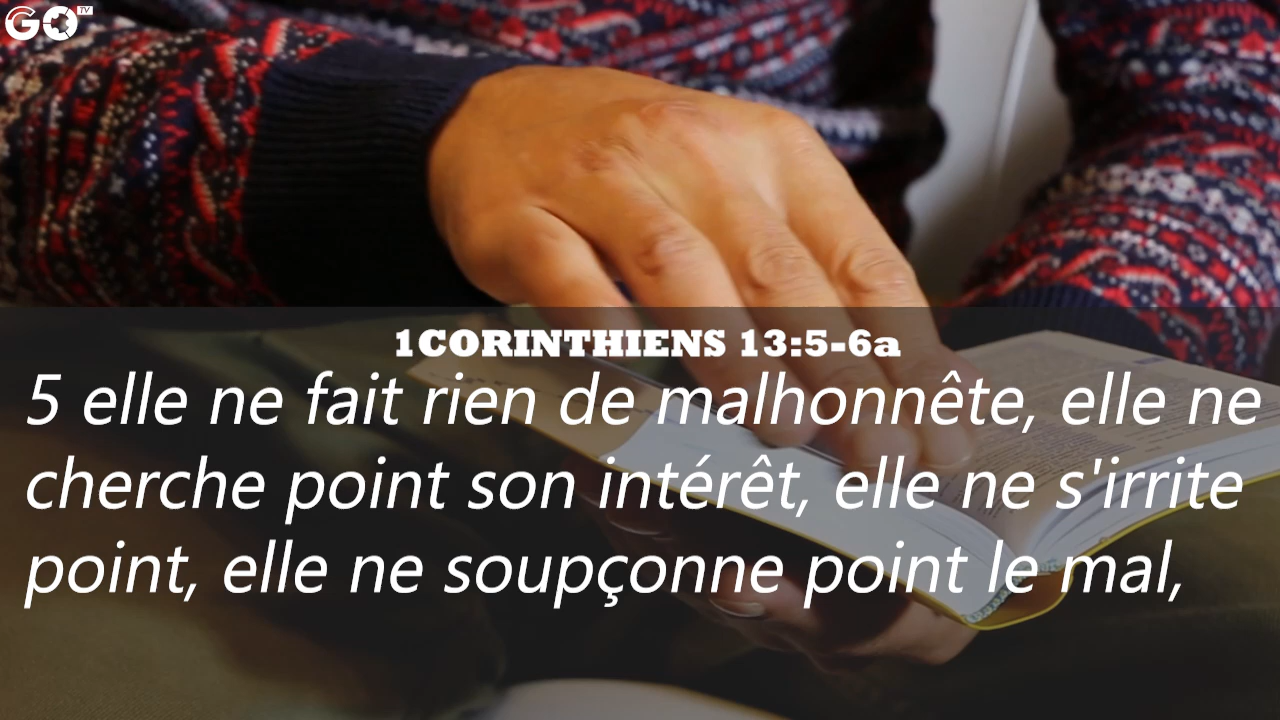 GO TV
1CORINTHIENS 13:5-6a
5 elle ne fait rien de malhonnête, elle ne
cherche point son intérêt, elle ne s'irrite
point, elle ne soupçonne point le mal,